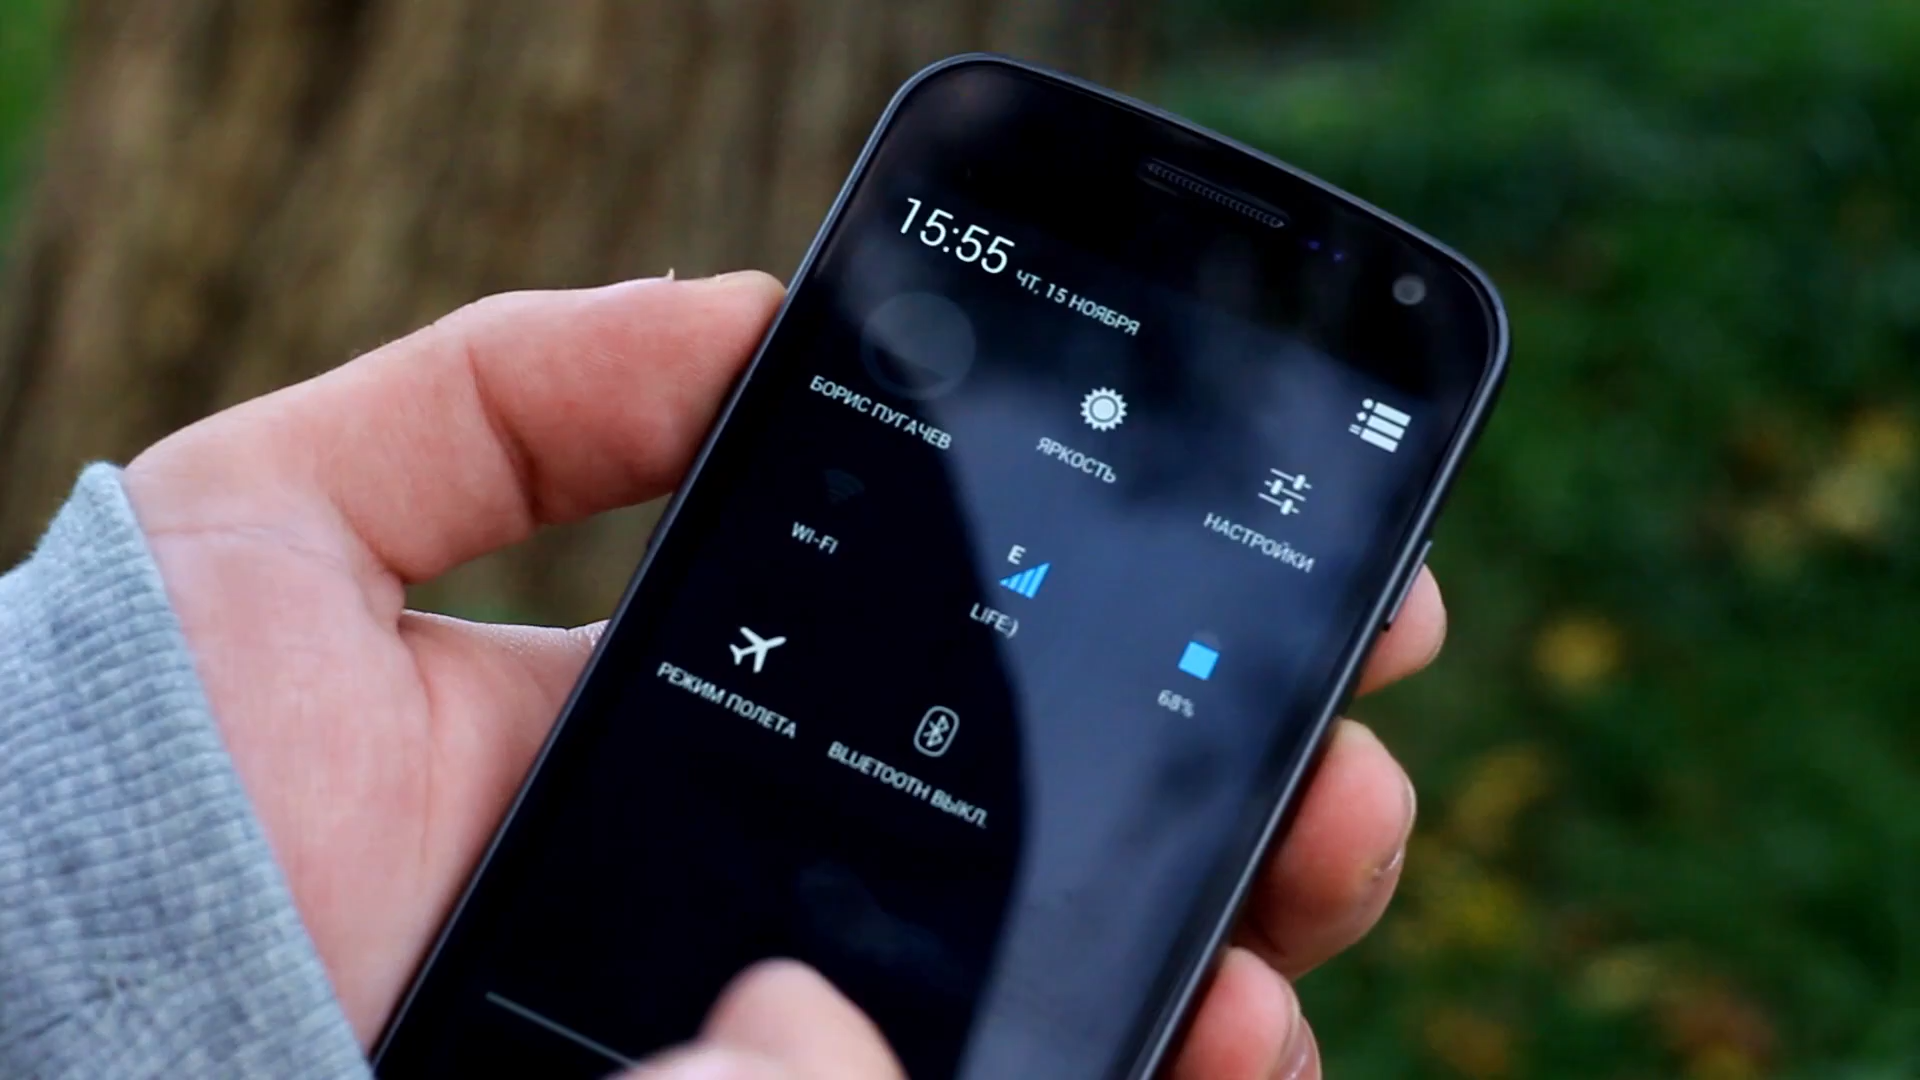 15:55 ЧТ, 15 НОЯБРЯ
БОРИС ПУГАЧЕВ
ЯРКОСТЬ
НАСТРОЙКИ
WI-FI
E
LIFE:)
68%
РЕЖИМ ПОЛЕТА
BLUETOOTH ВЫКЛ.